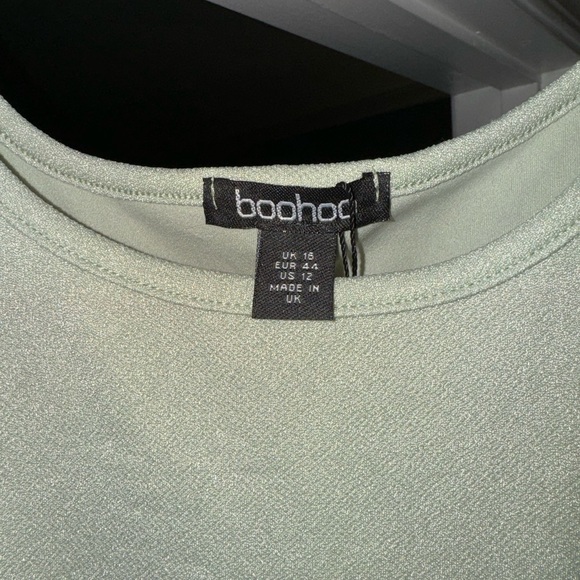 boohoo
UK 16
EUR 44
US 12
MADE IN
UK